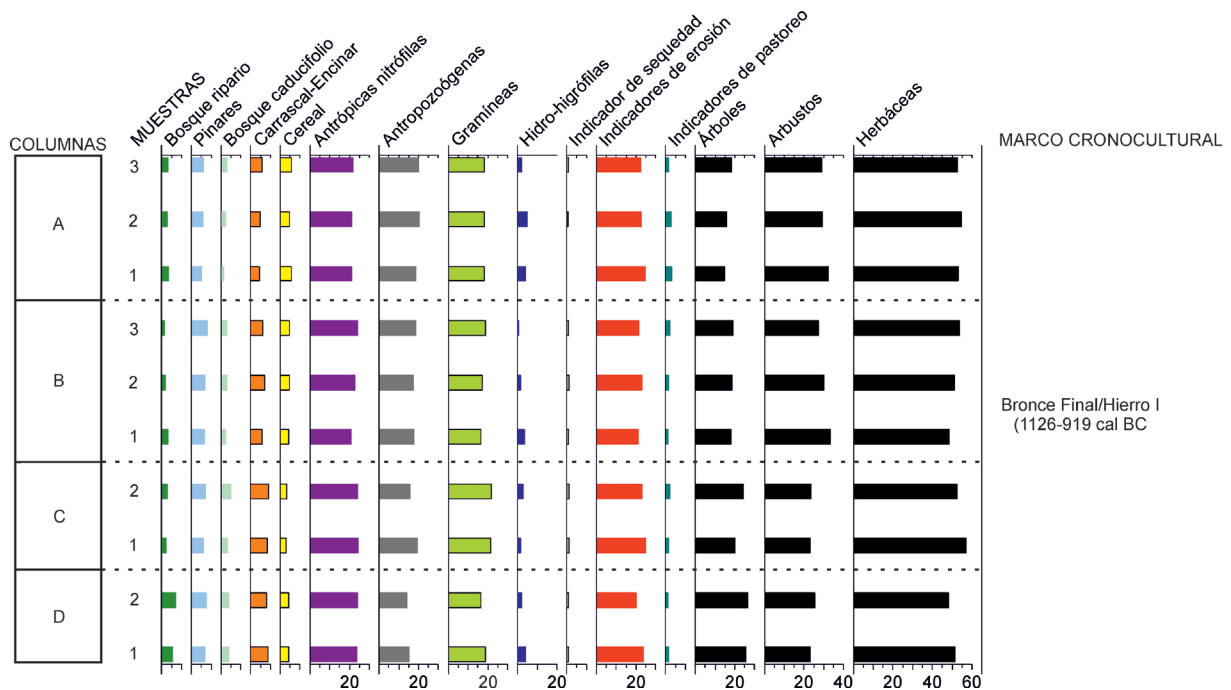 COLUMNAS
MUESTRAS
Bosque ripario
Pinares
Bosque caducifolio
Carrascal-Encinar
Cereal
Antrópicas nitrófilas
Antropozoógenas
Gramíneas
Hidro-higrófilas
Indicador de sequedad
Indicadores de erosión
Indicadores de pastoreo
Árboles
Arbustos
Herbáceas
MARCO CRONOCULTURAL
A
3
2
1
B
3
2
1
C
2
1
D
2
1
Bronce Final/Hierro I
(1126-919 cal BC
20 20 20 20 20 20 20 40 20 40 60